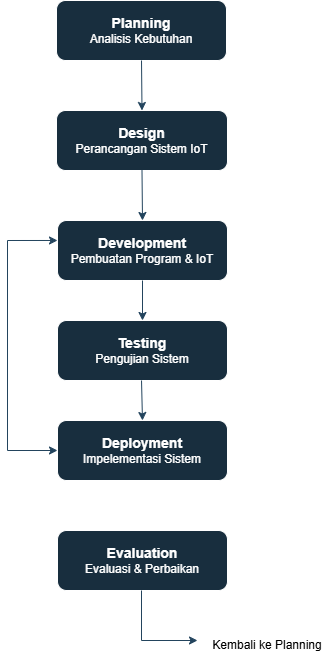 Planning
Analisis Kebutuhan
Design
Perancangan Sistem IoT
Development
Pembuatan Program & IoT
Testing
Pengujian Sistem
Deployment
Impelementasi Sistem
Evaluation
Evaluasi & Perbaikan
Kembali ke Planning